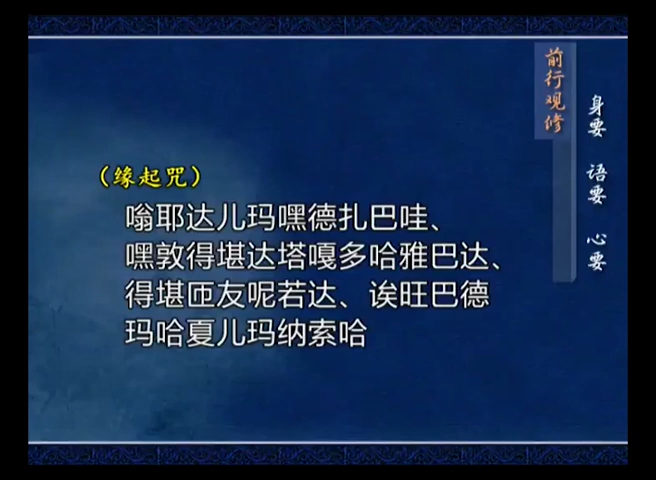 前行观修
身要 语要 心要
（缘起咒）
嗡耶达儿玛嘿德扎巴哇、
嘿敦得堪达塔嘎多哈雅巴达、
得堪匝友呢若达、诶旺巴德
玛哈夏儿玛纳索哈